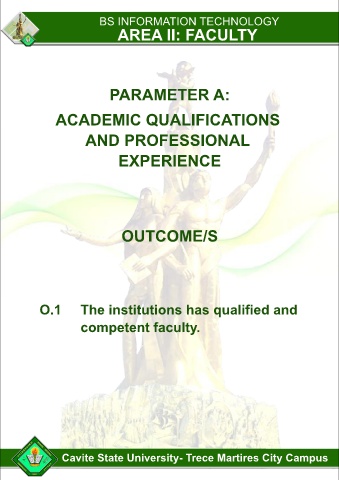 BS INFORMATION TECHNOLOGY
AREA II: FACULTY
PARAMETER A:
ACADEMIC QUALIFICATIONS
AND PROFESSIONAL
EXPERIENCE
OUTCOME/S
O.1 The institutions has qualified and
competent faculty.
Cavite State University- Trece Martires City Campus